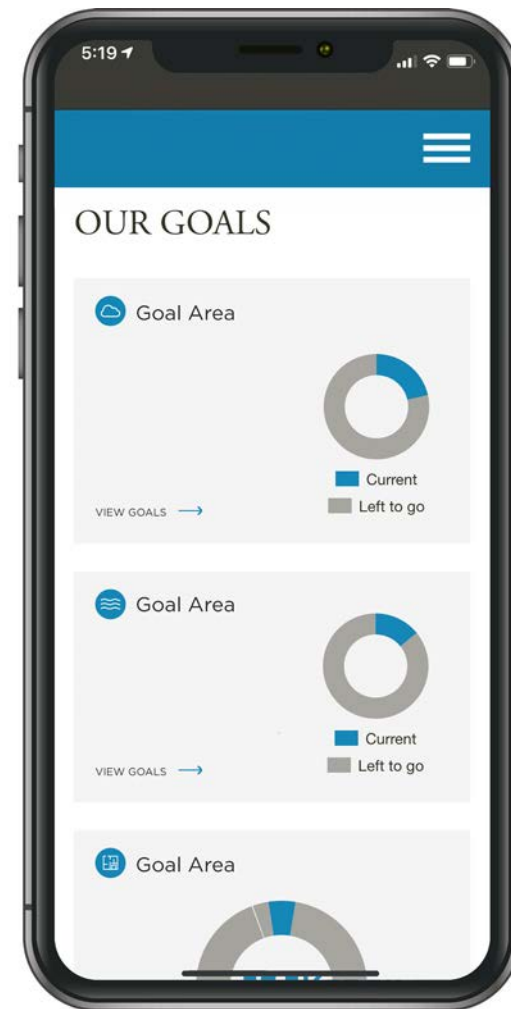 5:19
OUR GOALS
Goal Area
Current
Left to go
VIEW GOALS
Goal Area
Current
Left to go
VIEW GOALS
Goal Area